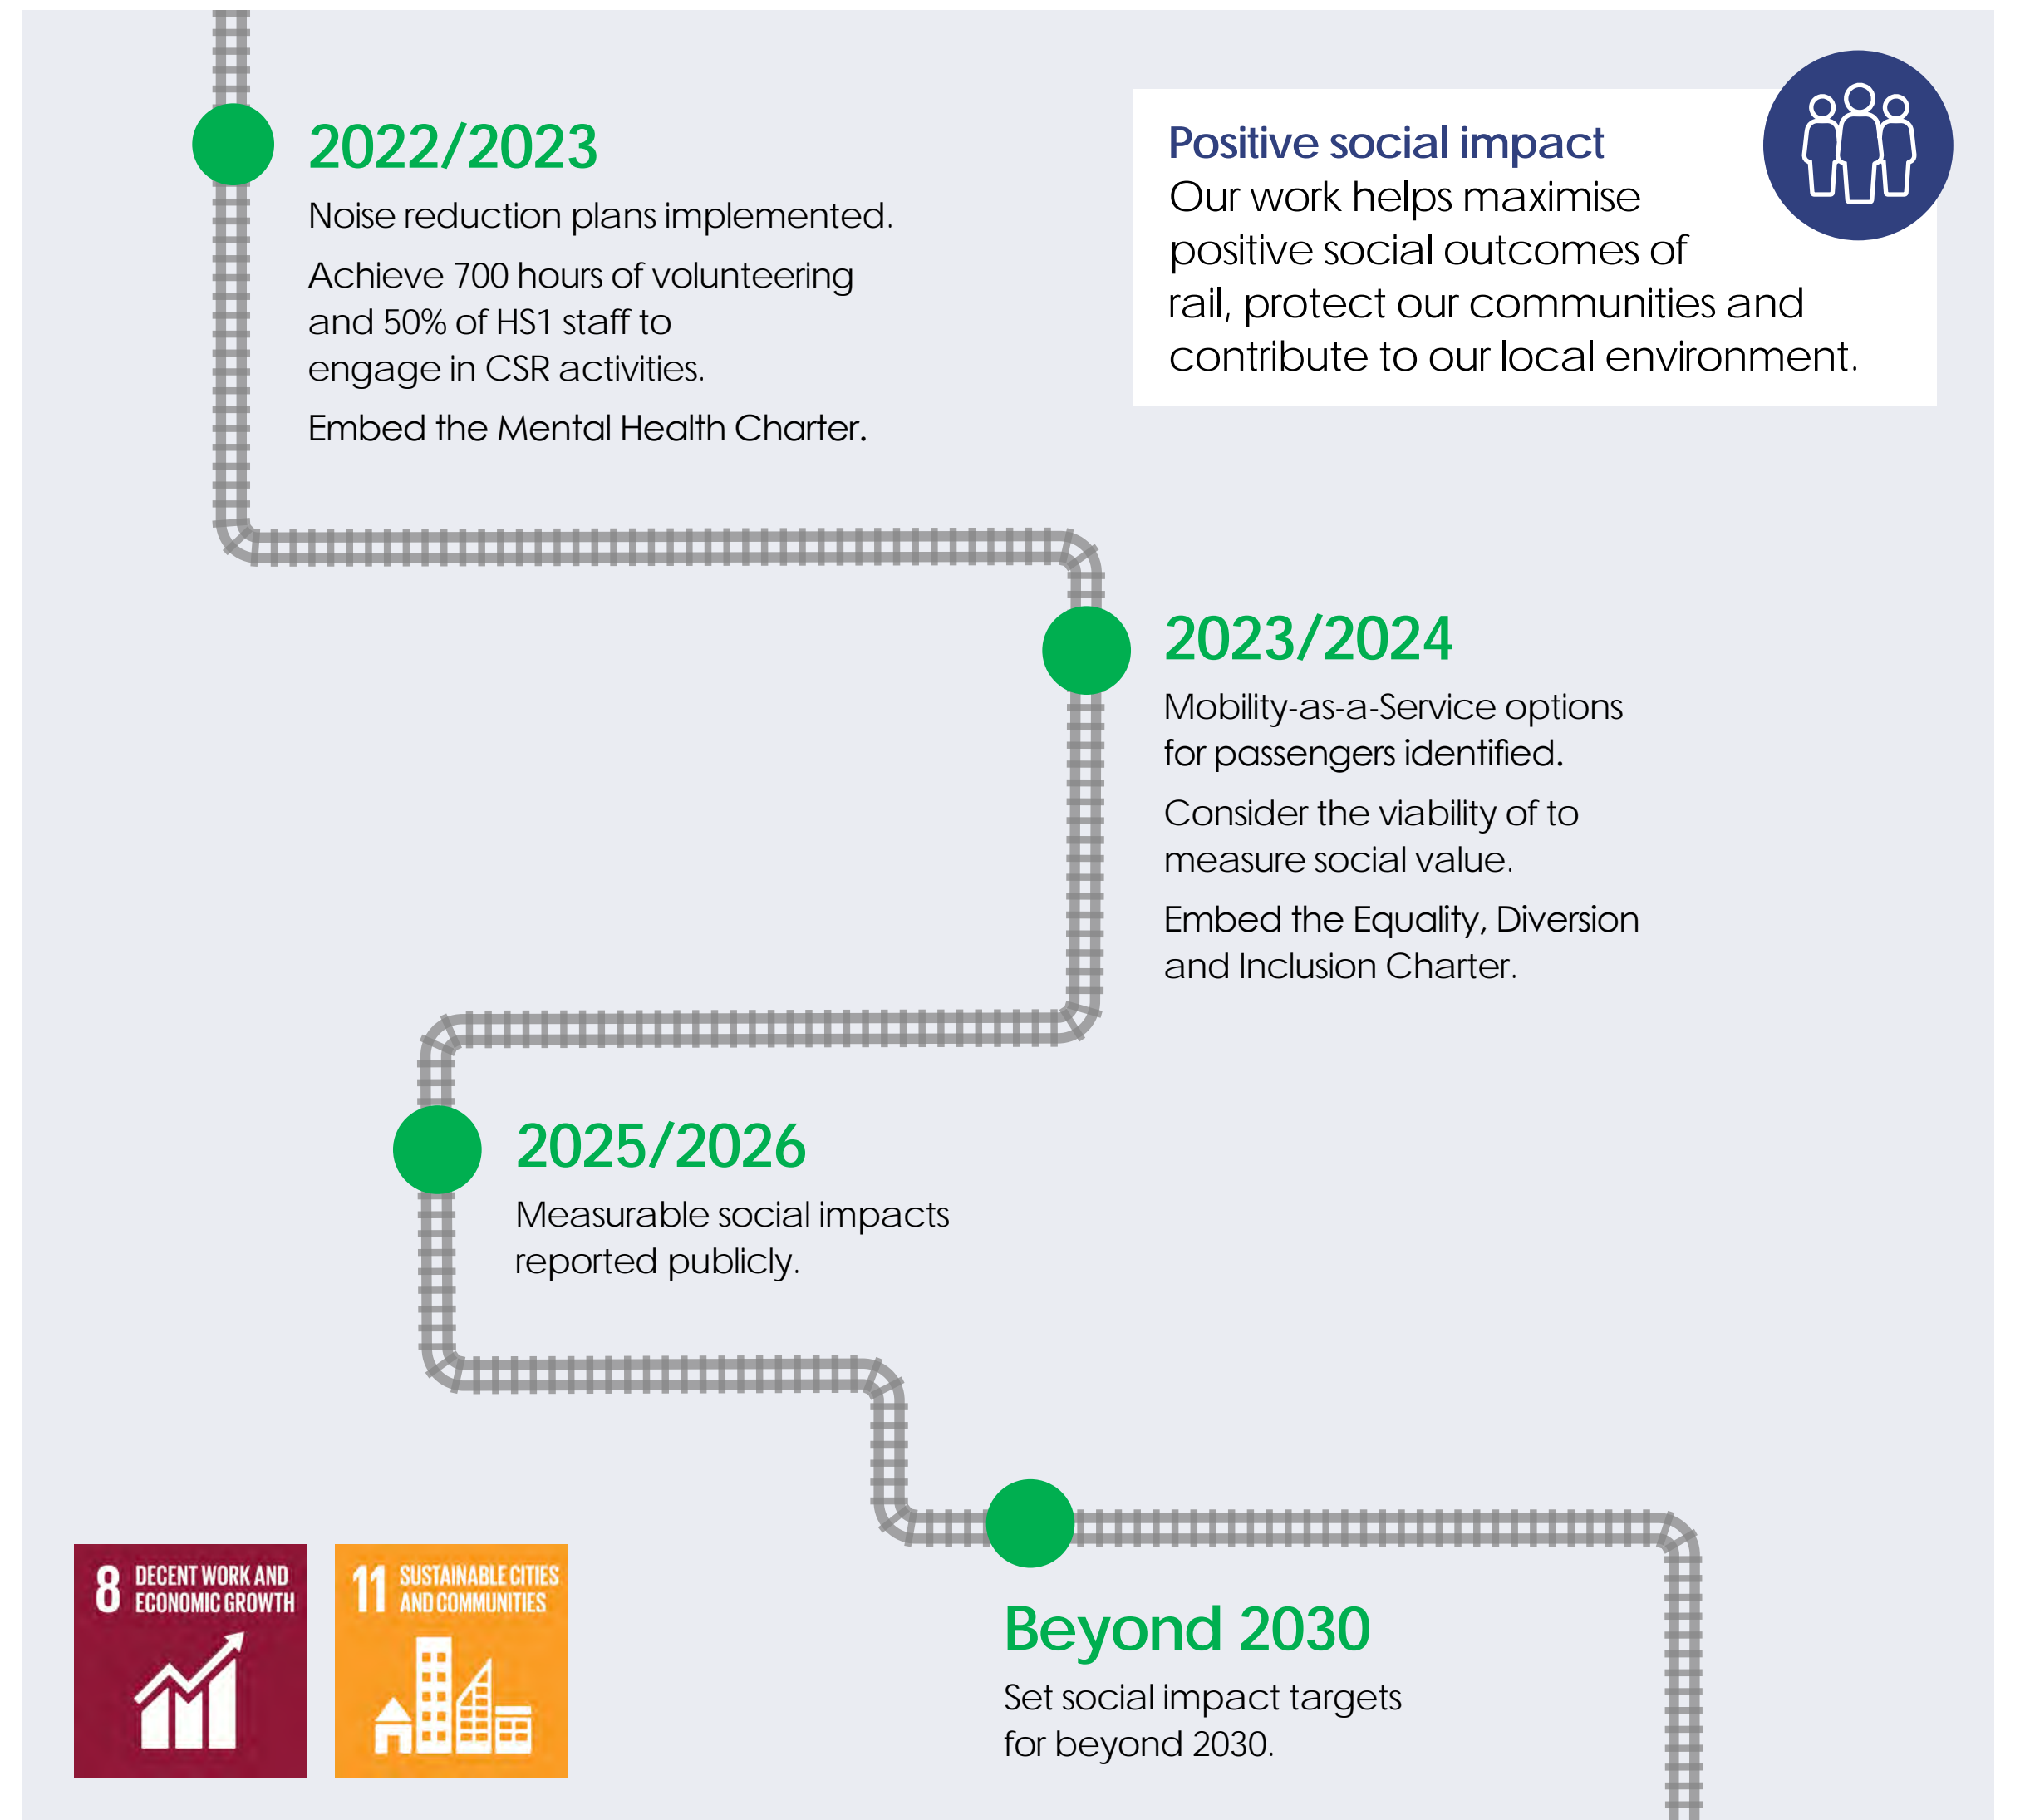 2022/2023
Noise reduction plans implemented.
Achieve 700 hours of volunteering
and 50% of HS1 staff to
engage in CSR activities.
Embed the Mental Health Charter.
Positive social impact
Our work helps maximise
positive social outcomes of
rail, protect our communities and
contribute to our local environment.
2023/2024
Mobility-as-a-Service options
for passengers identified.
Consider the viability of to
measure social value.
Embed the Equality, Diversion
and Inclusion Charter.
2025/2026
Measurable social impacts
reported publicly.
Beyond 2030
Set social impact targets
for beyond 2030.
8 DECENT WORK AND
ECONOMIC GROWTH
11 SUSTAINABLE CITIES
AND COMMUNITIES